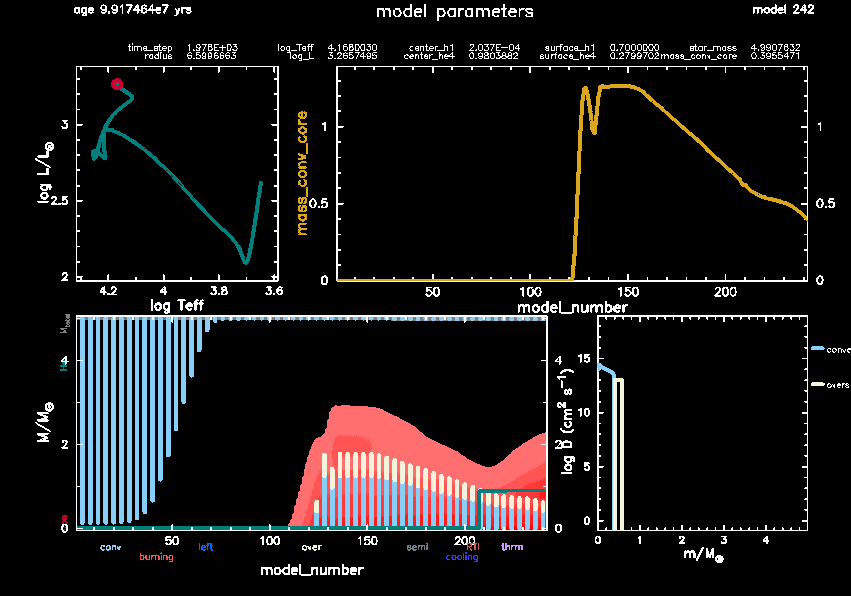 age 9.917464e7 yrs model parameters model 242
time_step 1.978E+03 log_Teff 4.1680030 center_h1 2.037E-04 surface_h1 0.7000000 star_mass 4.9907632
radius 6.5996663 log_L 3.2657495 center_he4 0.9803882 surface_he4 0.2799702 mass_conv_core 0.3955471
log L/L☉
3
2.5
2
4.2 4 3.8 3.6
log Teff
mass_conv_core
1 1
0.5 0.5
0 0
50 100 150 200
model_number
M/M☉
4 4
2 2
0 0
50 100 150 200
conv left over semi RTI thrm
burning cooling
model_number
log D (cm² s⁻¹)
15
10
5
0
0 2 4
m/M☉
conve
overs